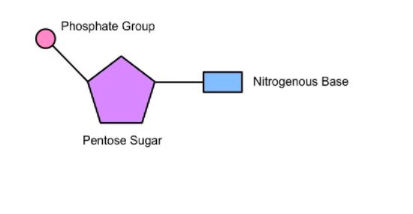 Phosphate Group
Nitrogenous Base
Pentose Sugar